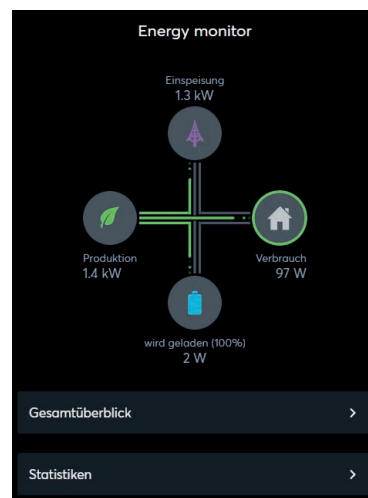 Energy monitor
Einspeisung
1.3 kW
Produktion
1.4 kW
Verbrauch
97 W
wird geladen (100%)
2 W
Gesamtüberblick
Statistiken